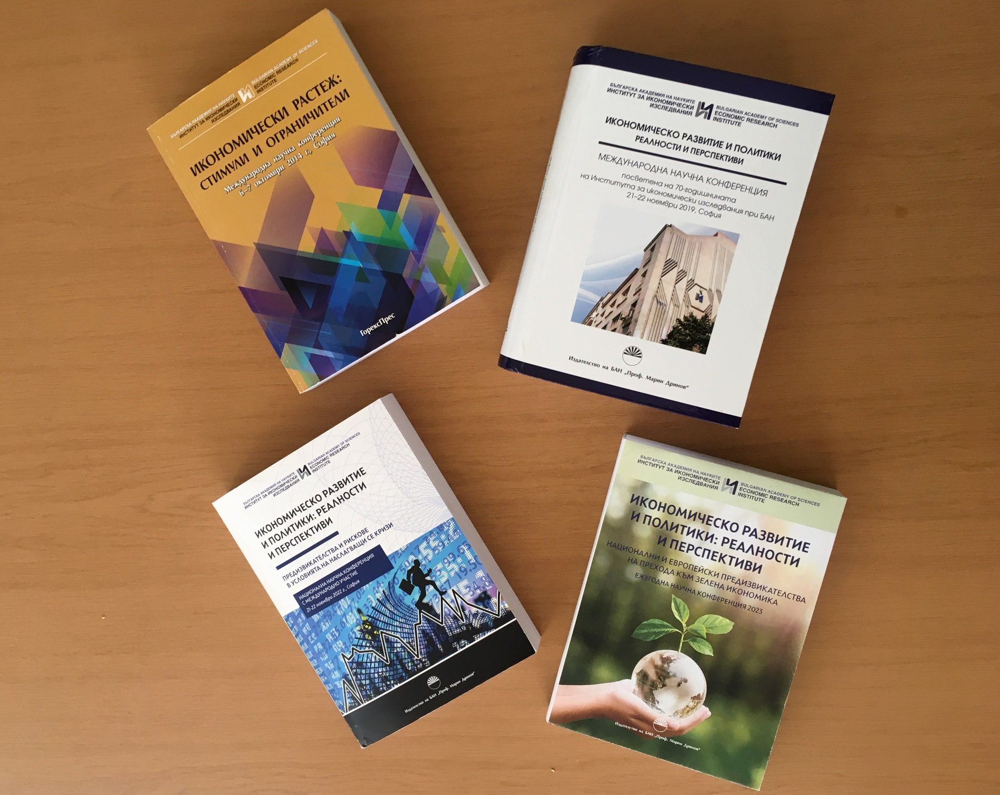 БЪЛГАРСКА АКАДЕМИЯ НА НАУКИТЕ
ИНСТИТУТ ЗА ИКОНОМИЧЕСКИ
ИЗСЛЕДВАНИЯ
BULGARIAN ACADEMY OF SCIENCES
ECONOMIC RESEARCH
INSTITUTE
ИКОНОМИЧЕСКИ РАСТЕЖ:
СТИМУЛИ И ОГРАНИЧИТЕЛИ
Международна научна конференция
6–7 октомври 2014 г., София
ГорексПрес
БЪЛГАРСКА АКАДЕМИЯ НА НАУКИТЕ
ИНСТИТУТ ЗА ИКОНОМИЧЕСКИ
ИЗСЛЕДВАНИЯ
BULGARIAN ACADEMY OF SCIENCES
ECONOMIC RESEARCH
INSTITUTE
ИКОНОМИЧЕСКО РАЗВИТИЕ И ПОЛИТИКИ
РЕАЛНОСТИ И ПЕРСПЕКТИВИ
МЕЖДУНАРОДНА НАУЧНА КОНФЕРЕНЦИЯ
посветена на 70-годишнината
на Института за икономически изследвания при БАН
21–22 ноември 2019, София
Издателство на БАН „Проф. Марин Дринов“
БЪЛГАРСКА АКАДЕМИЯ НА НАУКИТЕ
ИНСТИТУТ ЗА ИКОНОМИЧЕСКИ
ИЗСЛЕДВАНИЯ
BULGARIAN ACADEMY OF SCIENCES
ECONOMIC RESEARCH
INSTITUTE
ИКОНОМИЧЕСКО РАЗВИТИЕ
И ПОЛИТИКИ: РЕАЛНОСТИ
И ПЕРСПЕКТИВИ
ПРЕДИЗВИКАТЕЛСТВА И РИСКОВЕ
В УСЛОВИЯТА НА НАСЛАГВАЩИ СЕ КРИЗИ
НАЦИОНАЛНА НАУЧНА КОНФЕРЕНЦИЯ
С МЕЖДУНАРОДНО УЧАСТИЕ
21-22 ноември 2022 г., София
Издателство на БАН „Проф. Марин Дринов“
БЪЛГАРСКА АКАДЕМИЯ НА НАУКИТЕ
ИНСТИТУТ ЗА ИКОНОМИЧЕСКИ
ИЗСЛЕДВАНИЯ
BULGARIAN ACADEMY OF SCIENCES
ECONOMIC RESEARCH
INSTITUTE
ИКОНОМИЧЕСКО РАЗВИТИЕ
И ПОЛИТИКИ: РЕАЛНОСТИ
И ПЕРСПЕКТИВИ
НАЦИОНАЛНИ И ЕВРОПЕЙСКИ ПРЕДИЗВИКАТЕЛСТВА
НА ПРЕХОДА КЪМ ЗЕЛЕНА ИКОНОМИКА
ЕЖЕГОДНА НАУЧНА КОНФЕРЕНЦИЯ 2023
Издателство на БАН „Проф. Марин Дринов“